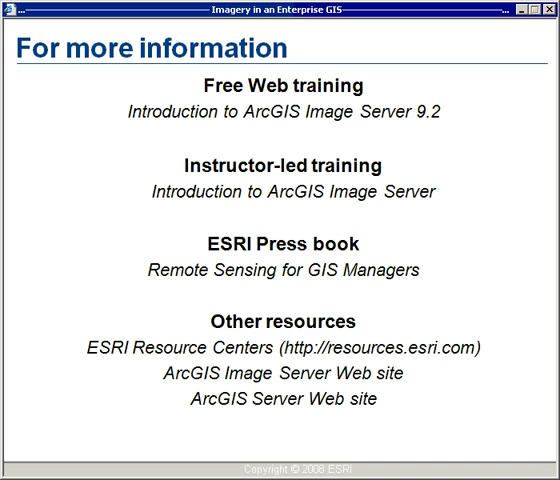 Imagery in an Enterprise GIS
For more information
Free Web training
Introduction to ArcGIS Image Server 9.2
Instructor-led training
Introduction to ArcGIS Image Server
ESRI Press book
Remote Sensing for GIS Managers
Other resources
ESRI Resource Centers (http://resources.esri.com)
ArcGIS Image Server Web site
ArcGIS Server Web site
Copyright © 2008 ESRI